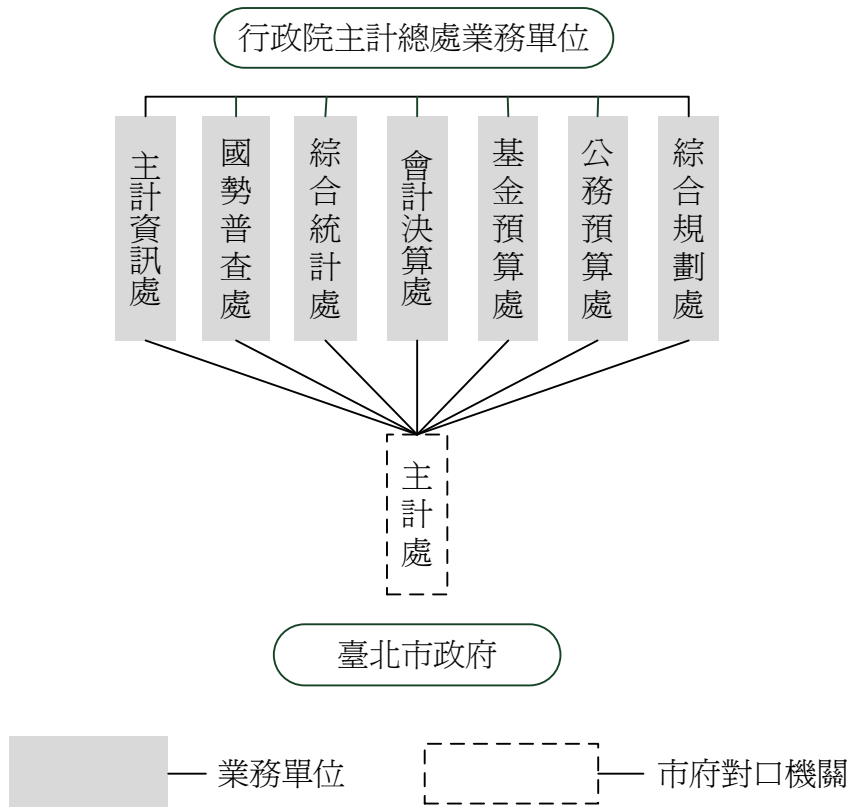 行政院主計總處業務單位
主計資訊處
國勢普查處
綜合統計處
會計決算處
基金預算處
公務預算處
綜合規劃處
主計處
臺北市政府
業務單位
市府對口機關